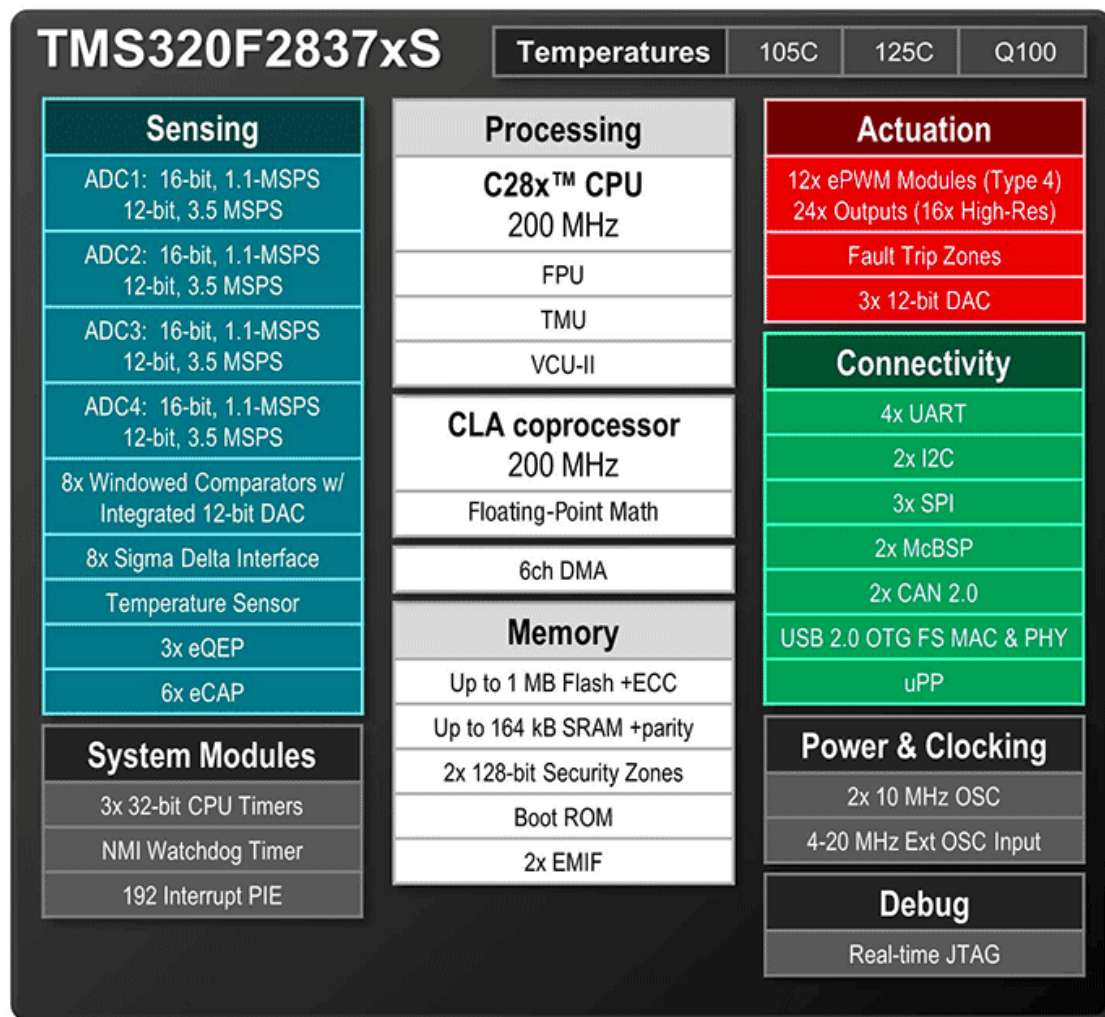 TMS320F2837xS
Temperatures
105C
125C
Q100
Sensing
ADC1: 16-bit, 1.1-MSPS
12-bit, 3.5 MSPS
ADC2: 16-bit, 1.1-MSPS
12-bit, 3.5 MSPS
ADC3: 16-bit, 1.1-MSPS
12-bit, 3.5 MSPS
ADC4: 16-bit, 1.1-MSPS
12-bit, 3.5 MSPS
8x Windowed Comparators w/
Integrated 12-bit DAC
8x Sigma Delta Interface
Temperature Sensor
3x eQEP
6x eCAP
System Modules
3x 32-bit CPU Timers
NMI Watchdog Timer
192 Interrupt PIE
Processing
C28x™ CPU
200 MHz
FPU
TMU
VCU-II
CLA coprocessor
200 MHz
Floating-Point Math
6ch DMA
Memory
Up to 1 MB Flash +ECC
Up to 164 kB SRAM +parity
2x 128-bit Security Zones
Boot ROM
2x EMIF
Actuation
12x ePWM Modules (Type 4)
24x Outputs (16x High-Res)
Fault Trip Zones
3x 12-bit DAC
Connectivity
4x UART
2x I2C
3x SPI
2x McBSP
2x CAN 2.0
USB 2.0 OTG FS MAC & PHY
uPP
Power & Clocking
2x 10 MHz OSC
4-20 MHz Ext OSC Input
Debug
Real-time JTAG